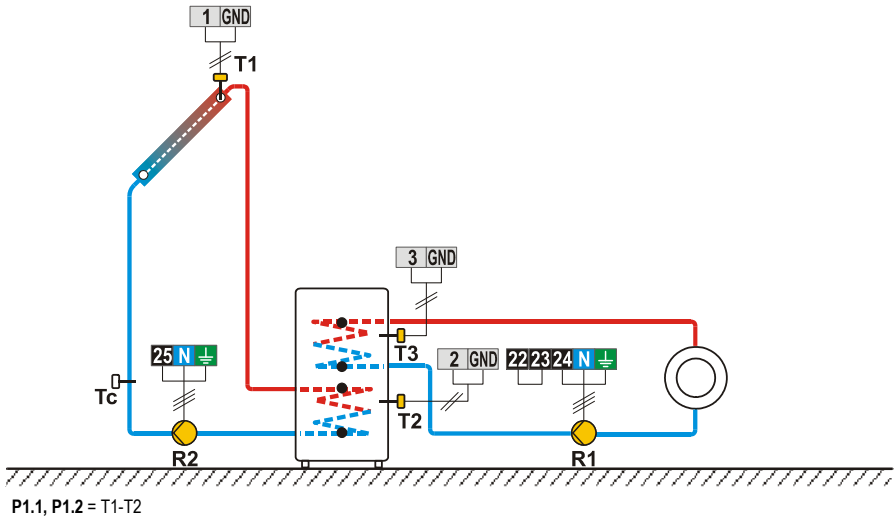 1 GND
T1
3 GND
T3
25 N
2 GND
22 23 24 N
Tc
T2
R2
R1
P1.1, P1.2 = T1-T2